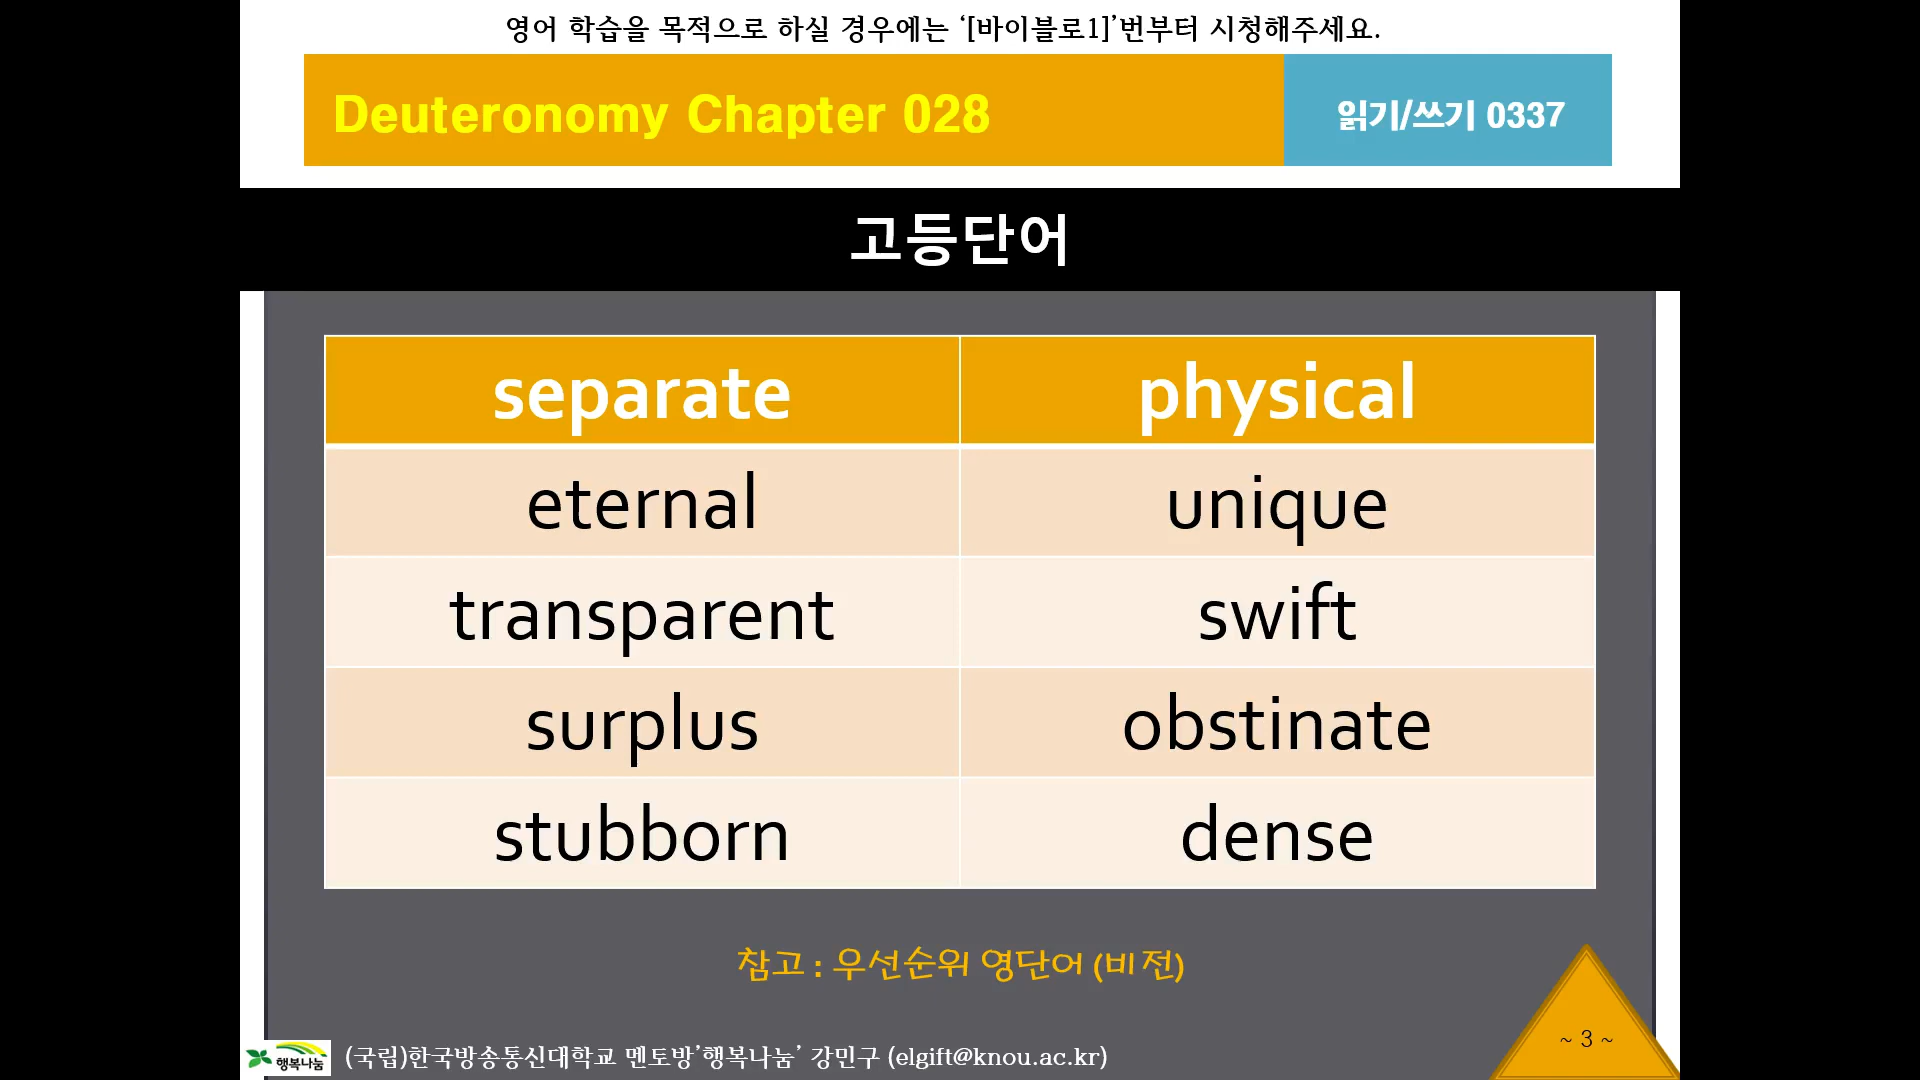 영어 학습을 목적으로 하실 경우에는 ‘[바이블로1]’번부터 시청해주세요.
Deuteronomy Chapter 028
읽기/쓰기 0337
고등단어
separate physical
eternal unique
transparent swift
surplus obstinate
stubborn dense
참고 : 우선순위 영단어 (비전)
~ 3 ~
행복나눔
(국립)한국방송통신대학교 멘토방’행복나눔’ 강민구 (elgift@knou.ac.kr)